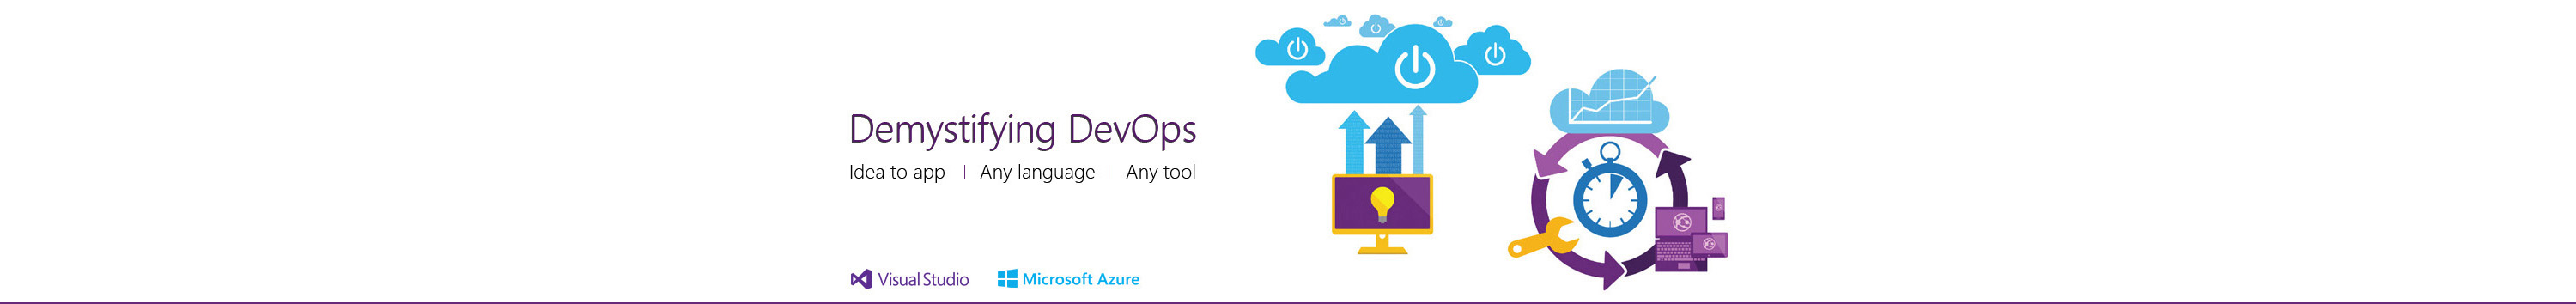 Demystifying DevOps
Idea to app | Any language | Any tool
Visual Studio Microsoft Azure